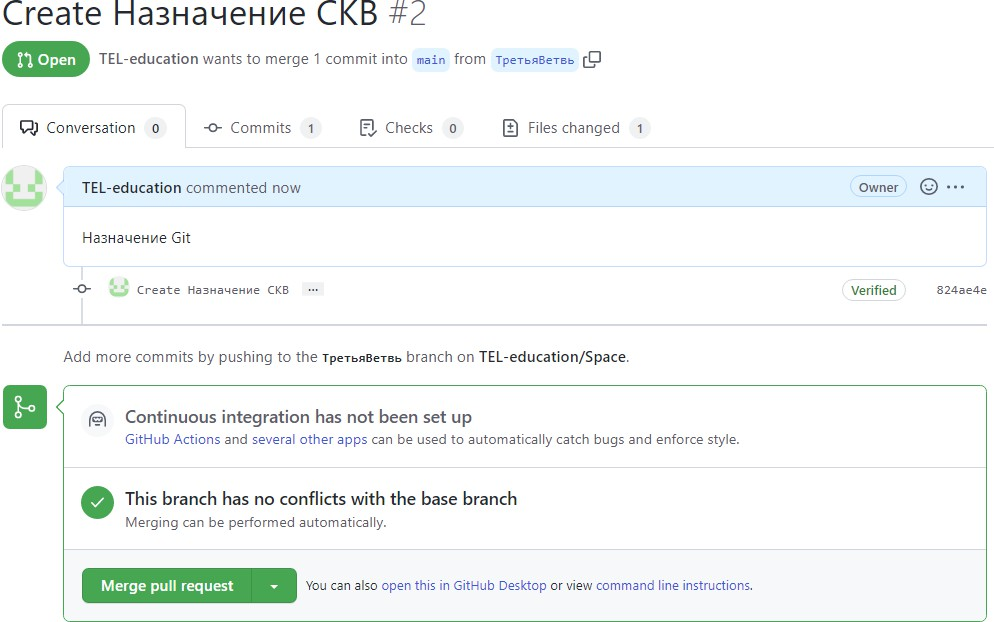 Create Назначение СКВ #2
Open TEL-education wants to merge 1 commit into main from ТретьяВетвь
Conversation 0 Commits 1 Checks 0 Files changed 1
TEL-education commented now Owner
Назначение Git
Create Назначение СКВ ... Verified 824ae4e
Add more commits by pushing to the ТретьяВетвь branch on TEL-education/Space.
Continuous integration has not been set up
GitHub Actions and several other apps can be used to automatically catch bugs and enforce style.
This branch has no conflicts with the base branch
Merging can be performed automatically.
Merge pull request You can also open this in GitHub Desktop or view command line instructions.